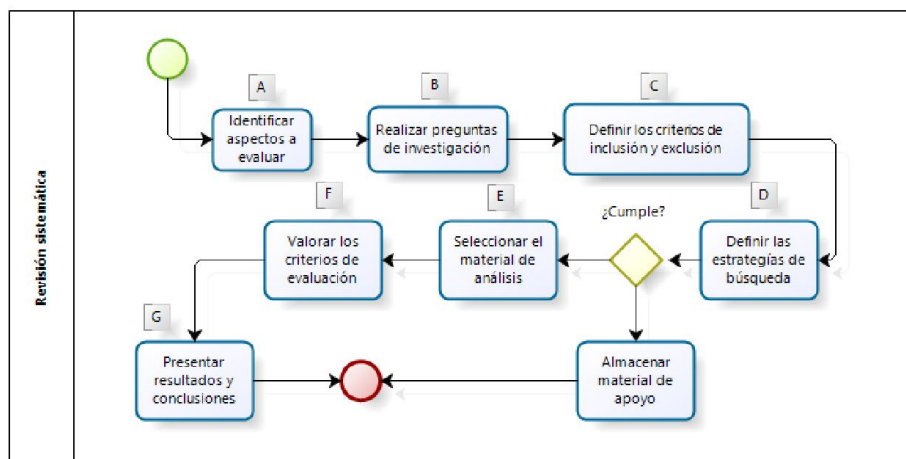 Revisión sistemática
A
Identificar
aspectos a
evaluar
B
Realizar preguntas
de investigación
C
Definir los criterios de
inclusión y exclusión
D
Definir las
estrategías de
búsqueda
¿Cumple?
E
Seleccionar el
material de
análisis
F
Valorar los
criterios de
evaluación
G
Presentar
resultados y
conclusiones
Almacenar
material de
apoyo